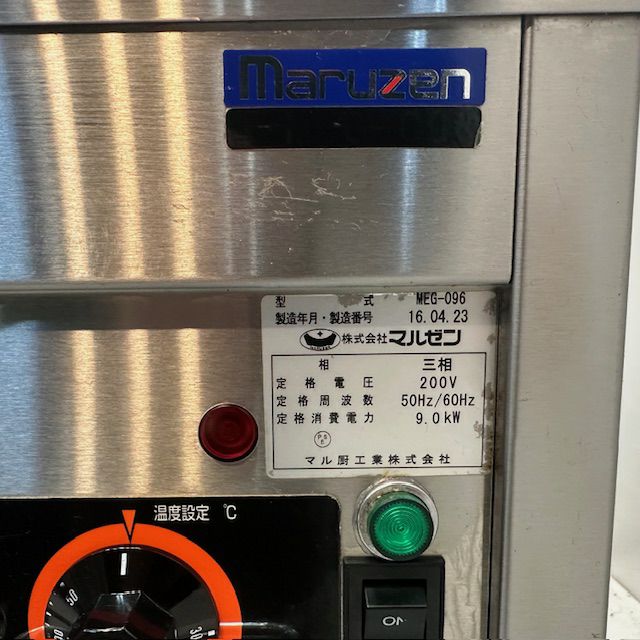 maruzen
型 式 MEG-096
製造年月・製造番号 16.04.23
株式会社 マルゼン
相 三相
定格電圧 200V
定格周波数 50Hz/60Hz
定格消費電力 9.0kW
マル厨工業株式会社
温度設定 ℃
50